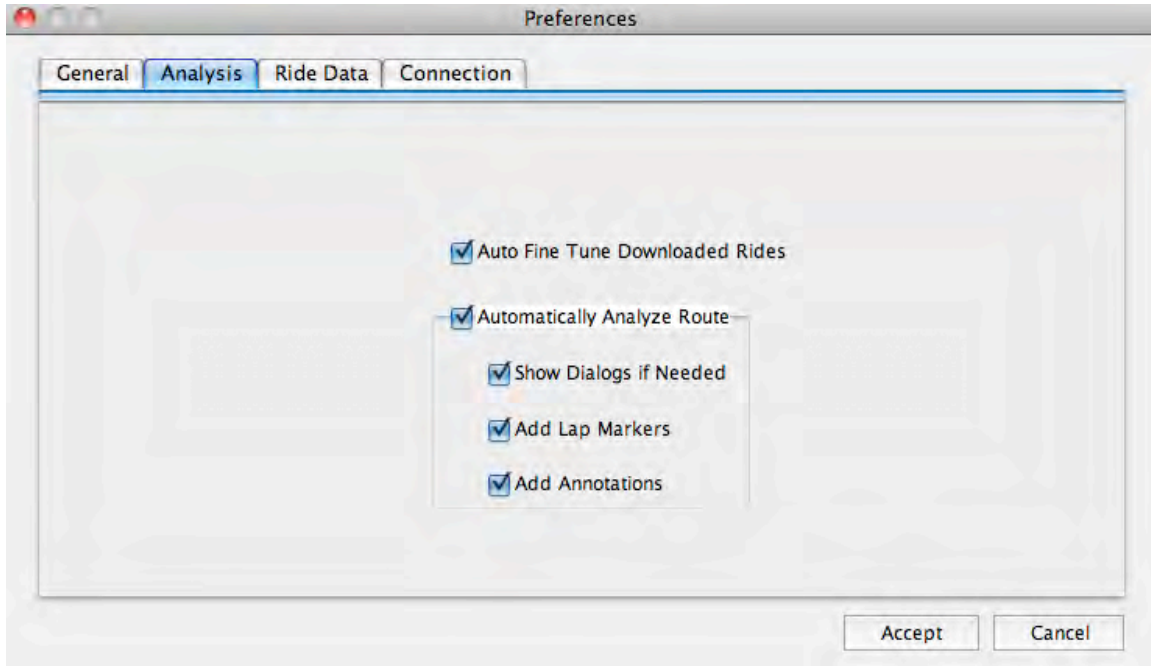 Preferences
General Analysis Ride Data Connection
Auto Fine Tune Downloaded Rides
Automatically Analyze Route
Show Dialogs if Needed
Add Lap Markers
Add Annotations
Accept Cancel